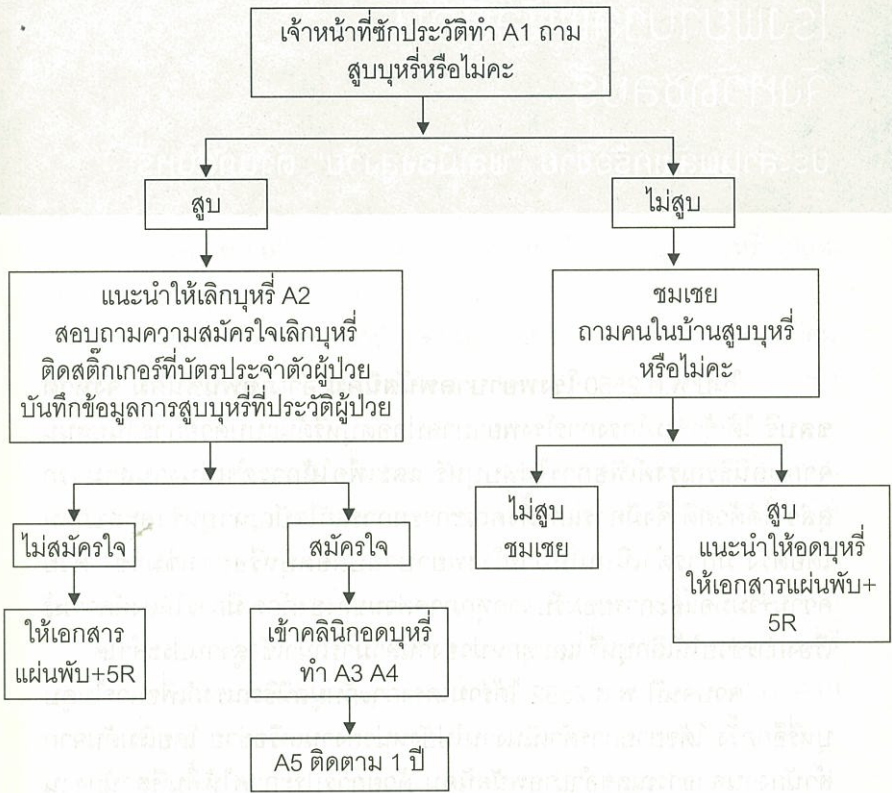 เจ้าหน้าที่ซักประวัติทำ A1 ถาม
สูบบุหรี่หรือไม่คะ
สูบ
ไม่สูบ
แนะนำให้เลิกบุหรี่ A2
สอบถามความสมัครใจเลิกบุหรี่
ติดสติ๊กเกอร์ที่บัตรประจำตัวผู้ป่วย
บันทึกข้อมูลการสูบบุหรี่ที่ประวัติผู้ป่วย
ชมเชย
ถามคนในบ้านสูบบุหรี่
หรือไม่คะ
ไม่สมัครใจ
สมัครใจ
ไม่สูบ
ชมเชย
สูบ
แนะนำให้อดบุหรี่
ให้เอกสารแผ่นพับ+
5R
ให้เอกสาร
แผ่นพับ+5R
เข้าคลินิกอดบุหรี่
ทำ A3 A4
A5 ติดตาม 1 ปี